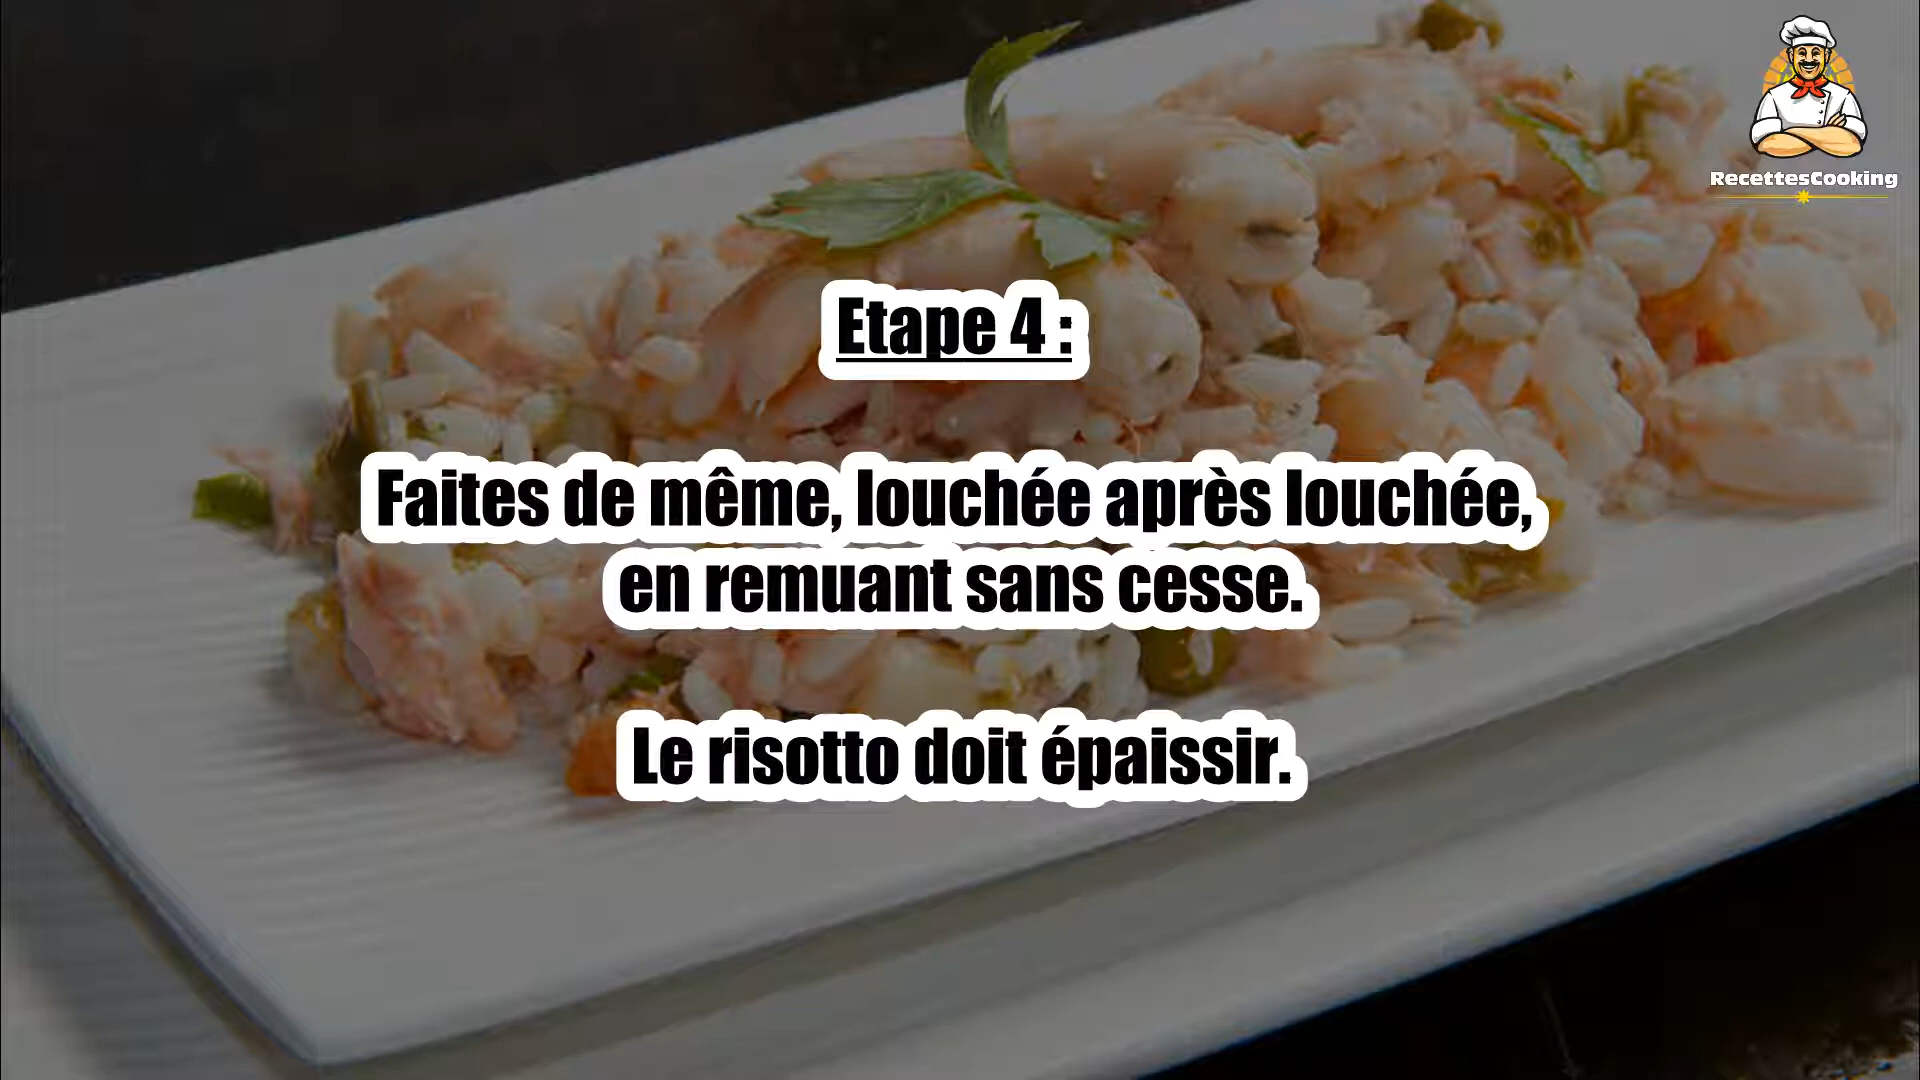 RecettesCooking
Etape 4 :
Faites de même, louchée après louchée,
en remuant sans cesse.
Le risotto doit épaissir.